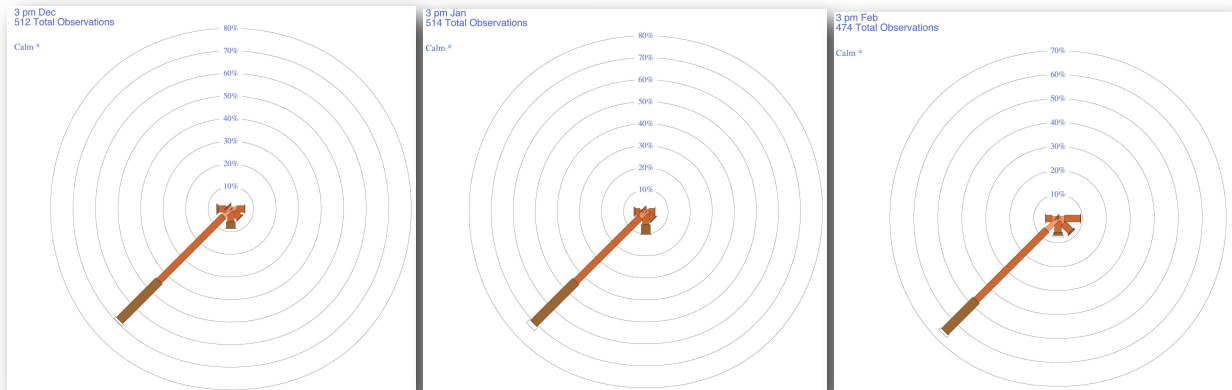 3 pm Dec
512 Total Observations
Calm *
80%
70%
60%
50%
40%
30%
20%
10%
3 pm Jan
514 Total Observations
Calm *
80%
70%
60%
50%
40%
30%
20%
10%
3 pm Feb
474 Total Observations
Calm *
70%
60%
50%
40%
30%
20%
10%